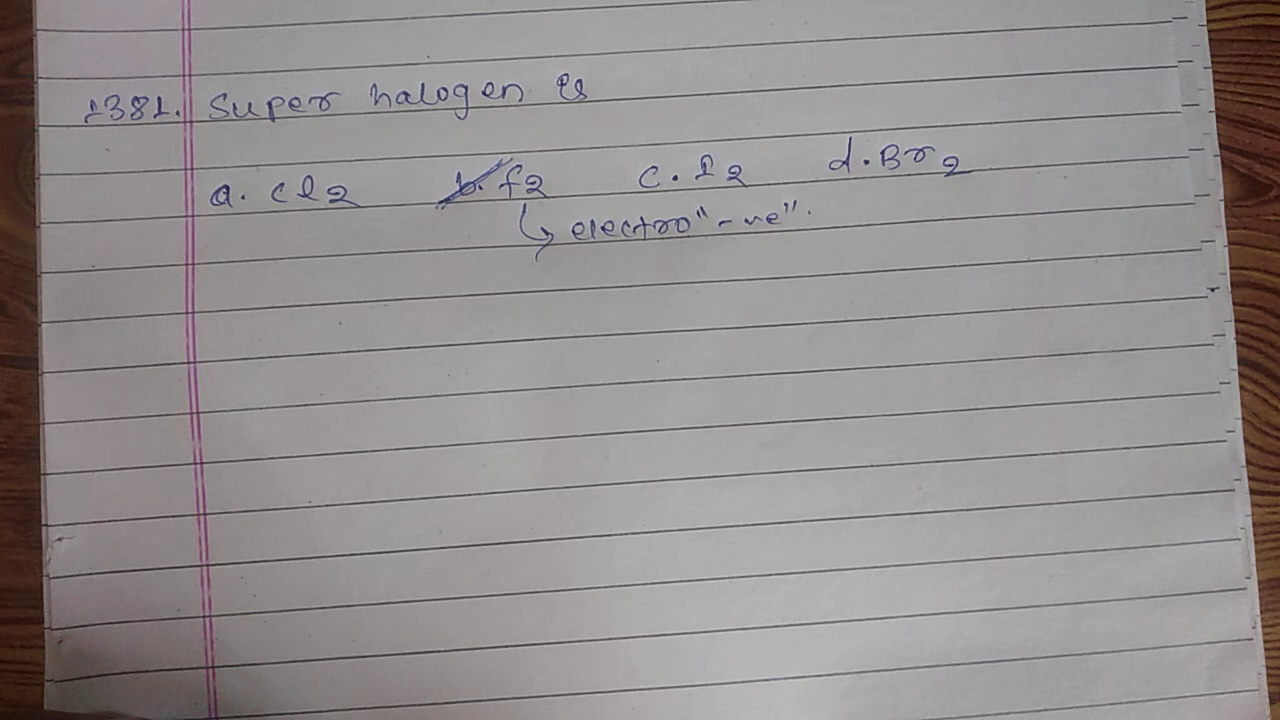 1381. Super halogen is
a. Cl2 b. f2 c. I2 d. Br2
↳ electro "-ve".